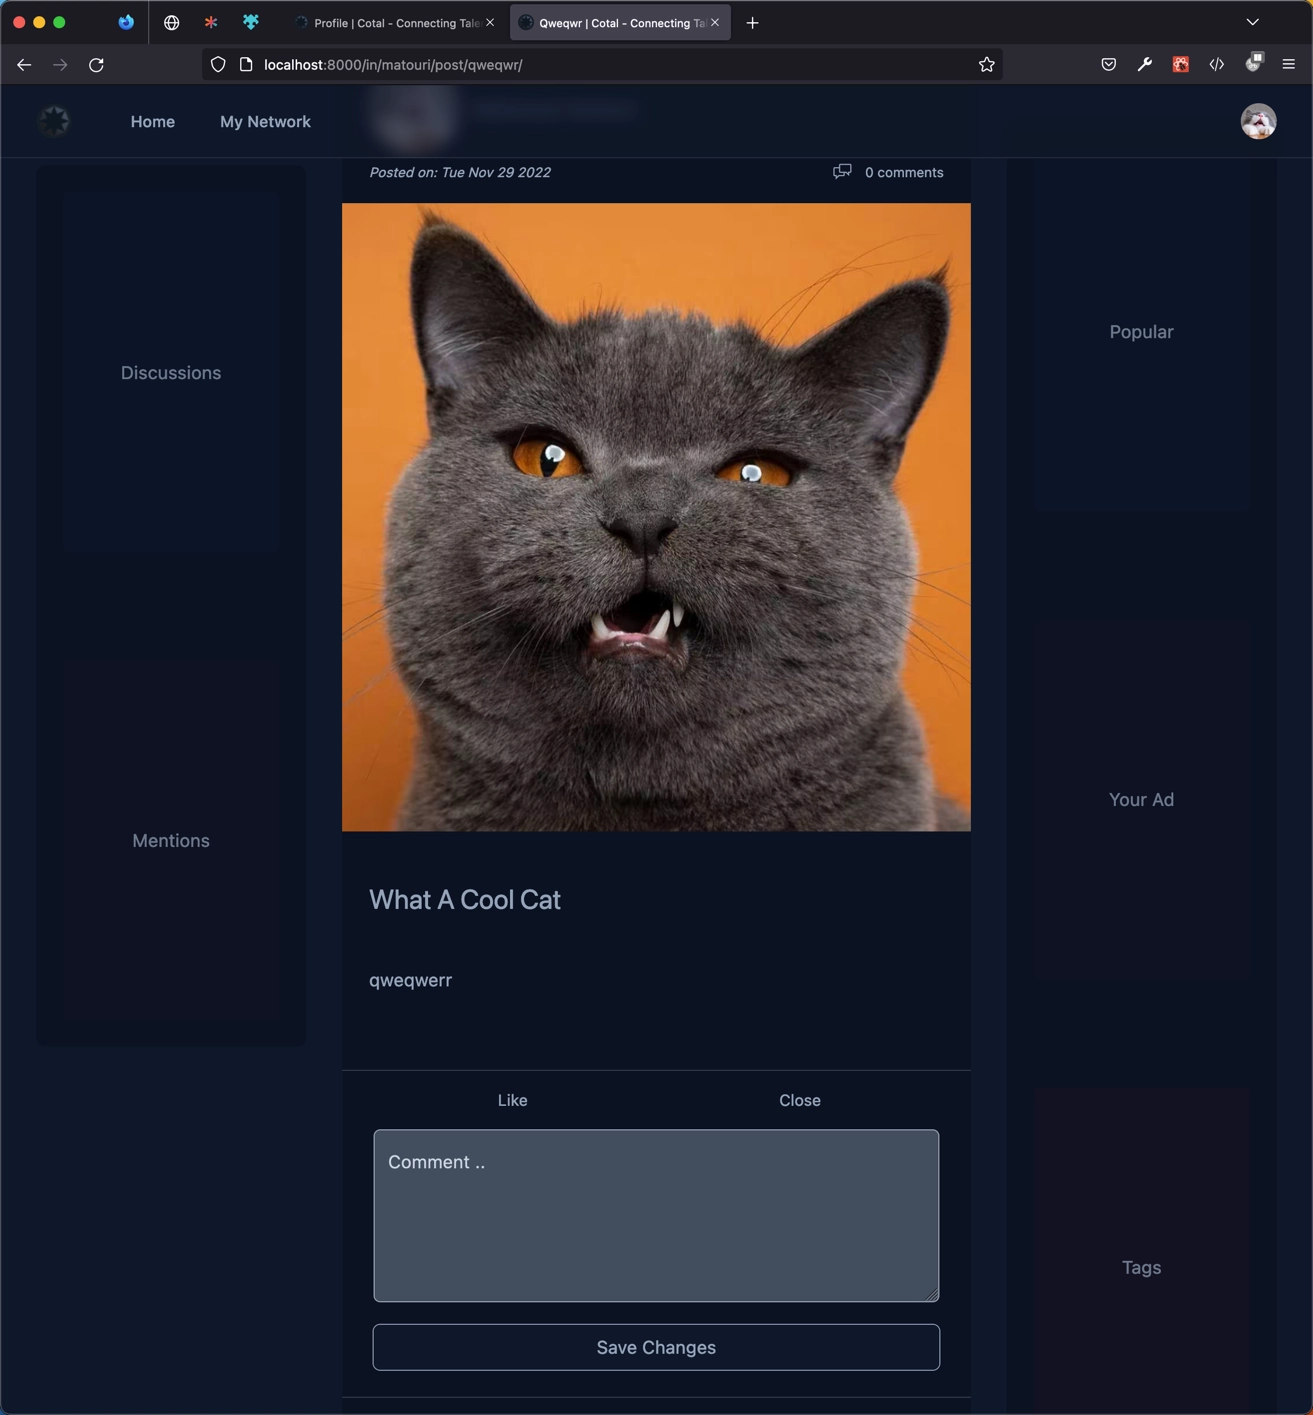 Profile | Cotal - Connecting Tale
Qweqwr | Cotal - Connecting Ta
localhost:8000/in/matouri/post/qweqwr/
Home
My Network
Posted on: Tue Nov 29 2022
0 comments
Discussions
Mentions
Popular
Your Ad
Tags
What A Cool Cat
qweqwerr
Like
Close
Comment ..
Save Changes